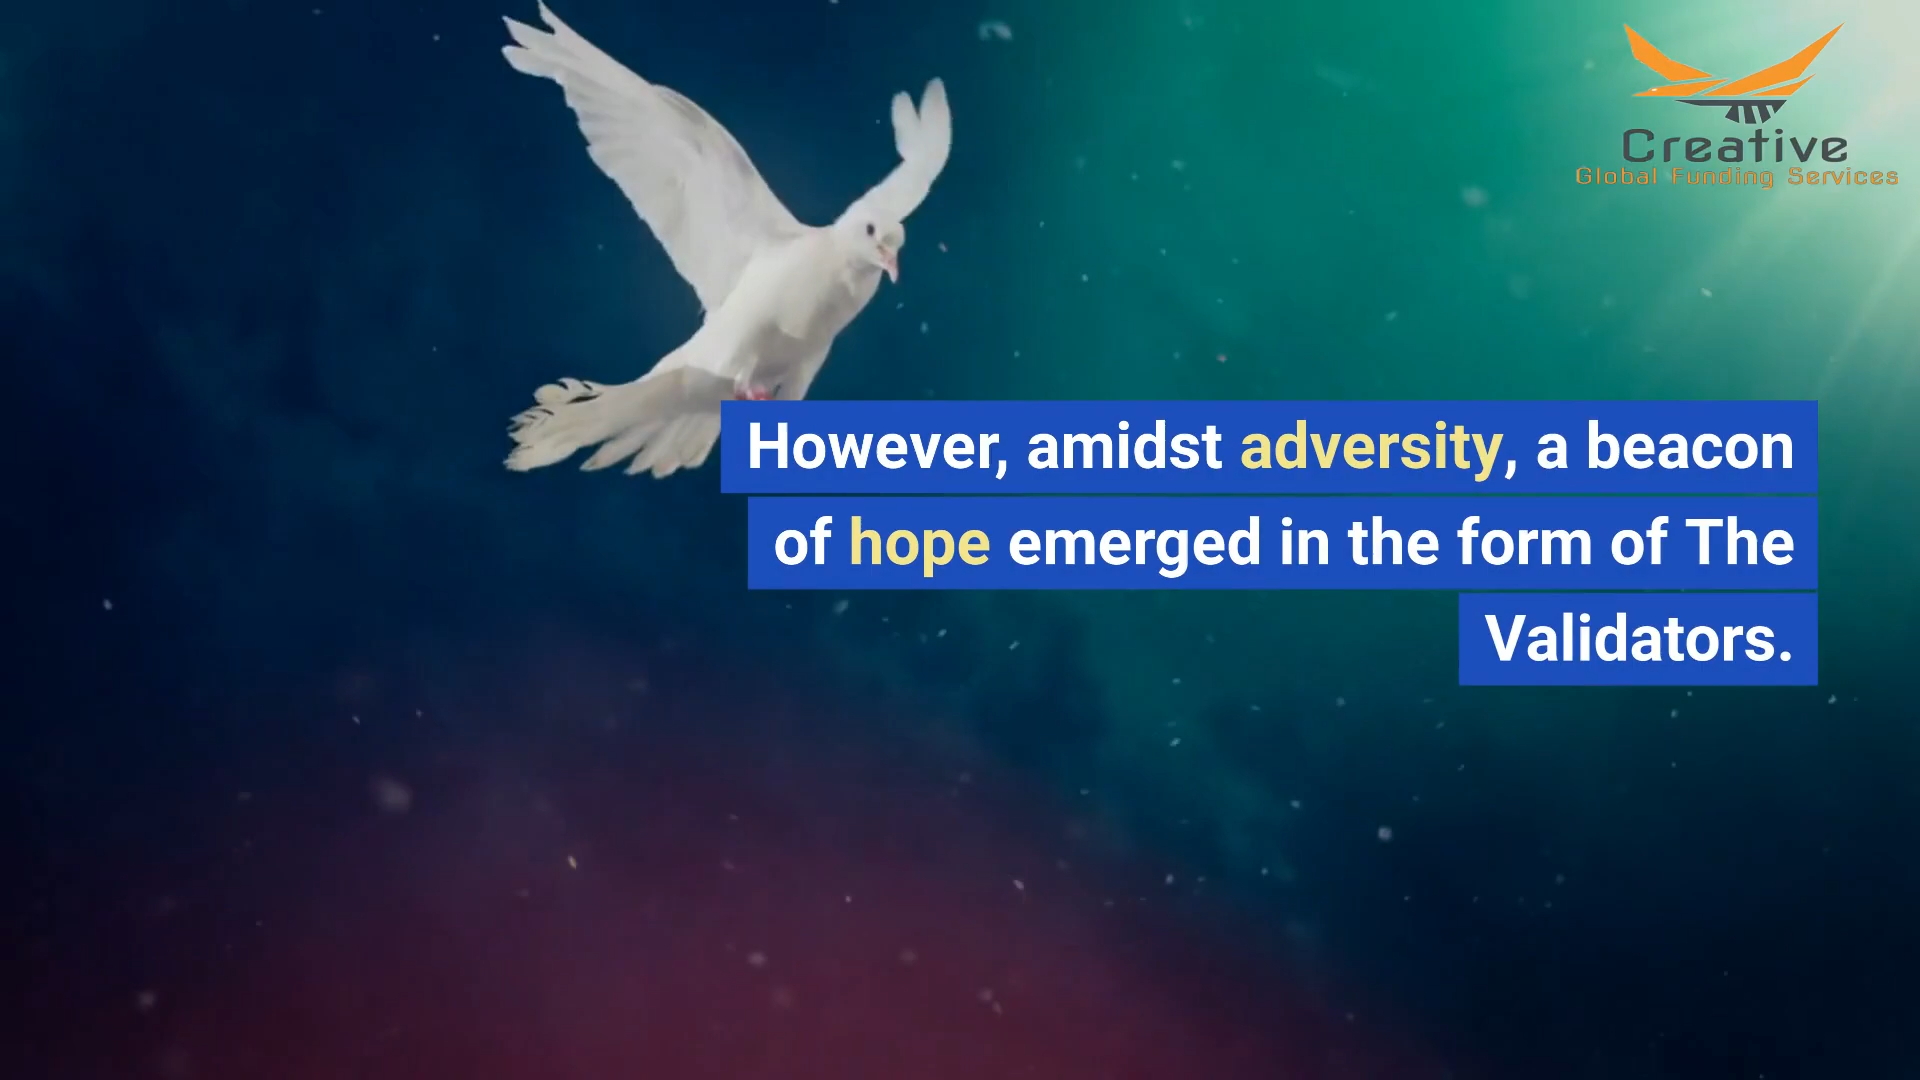 Creative
Global Funding Services
However, amidst adversity, a beacon
of hope emerged in the form of The
Validators.